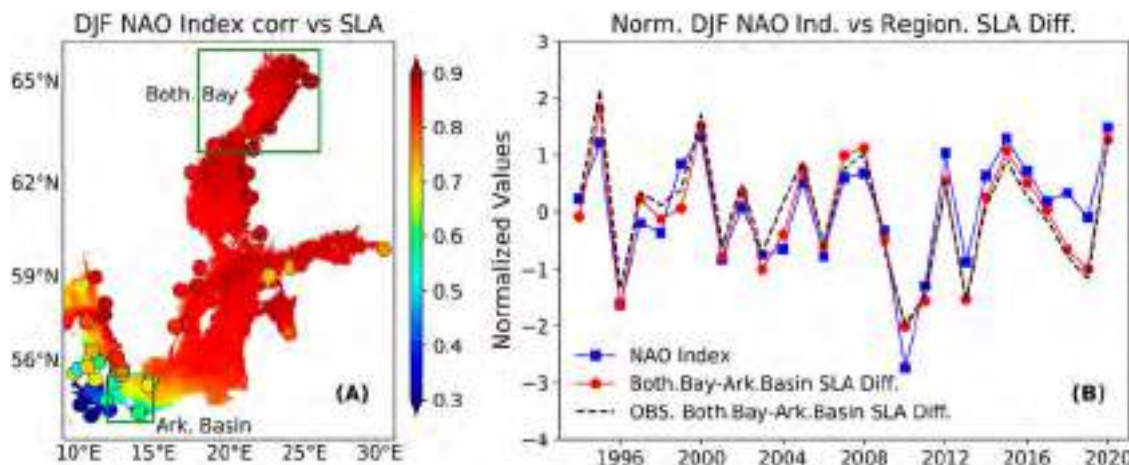 DJF NAO Index corr vs SLA
65°N
62°N
59°N
56°N
Both. Bay
Ark. Basin
(A)
10°E 15°E 20°E 25°E 30°E
0.9
0.8
0.7
0.6
0.5
0.4
0.3
Norm. DJF NAO Ind. vs Region. SLA Diff.
Normalized Values
3
2
1
0
−1
−2
−3
−4
NAO Index
Both.Bay-Ark.Basin SLA Diff.
OBS. Both.Bay-Ark.Basin SLA Diff.
(B)
1996 2000 2004 2008 2012 2016 2020